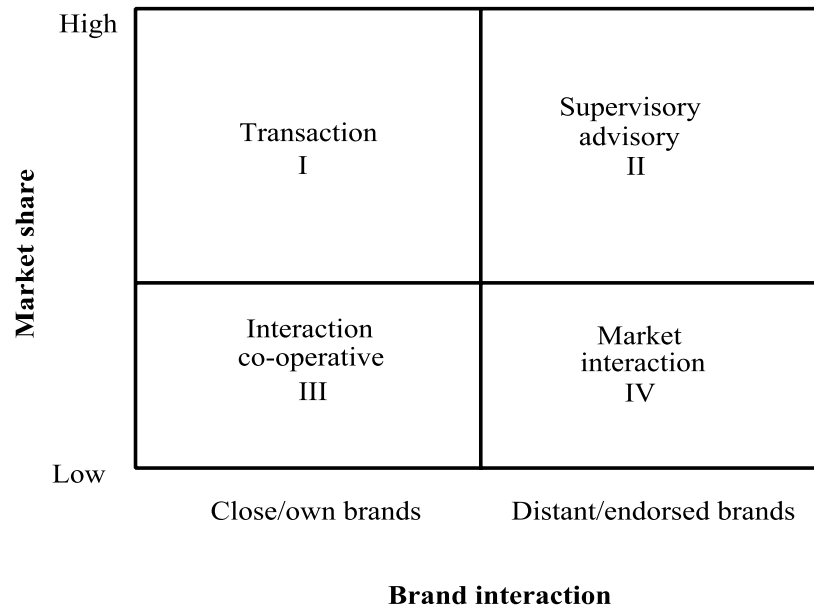 High
Transaction
I
Supervisory
advisory
II
Market share
Interaction
co-operative
III
Market
interaction
IV
Low
Close/own brands
Distant/endorsed brands
Brand interaction